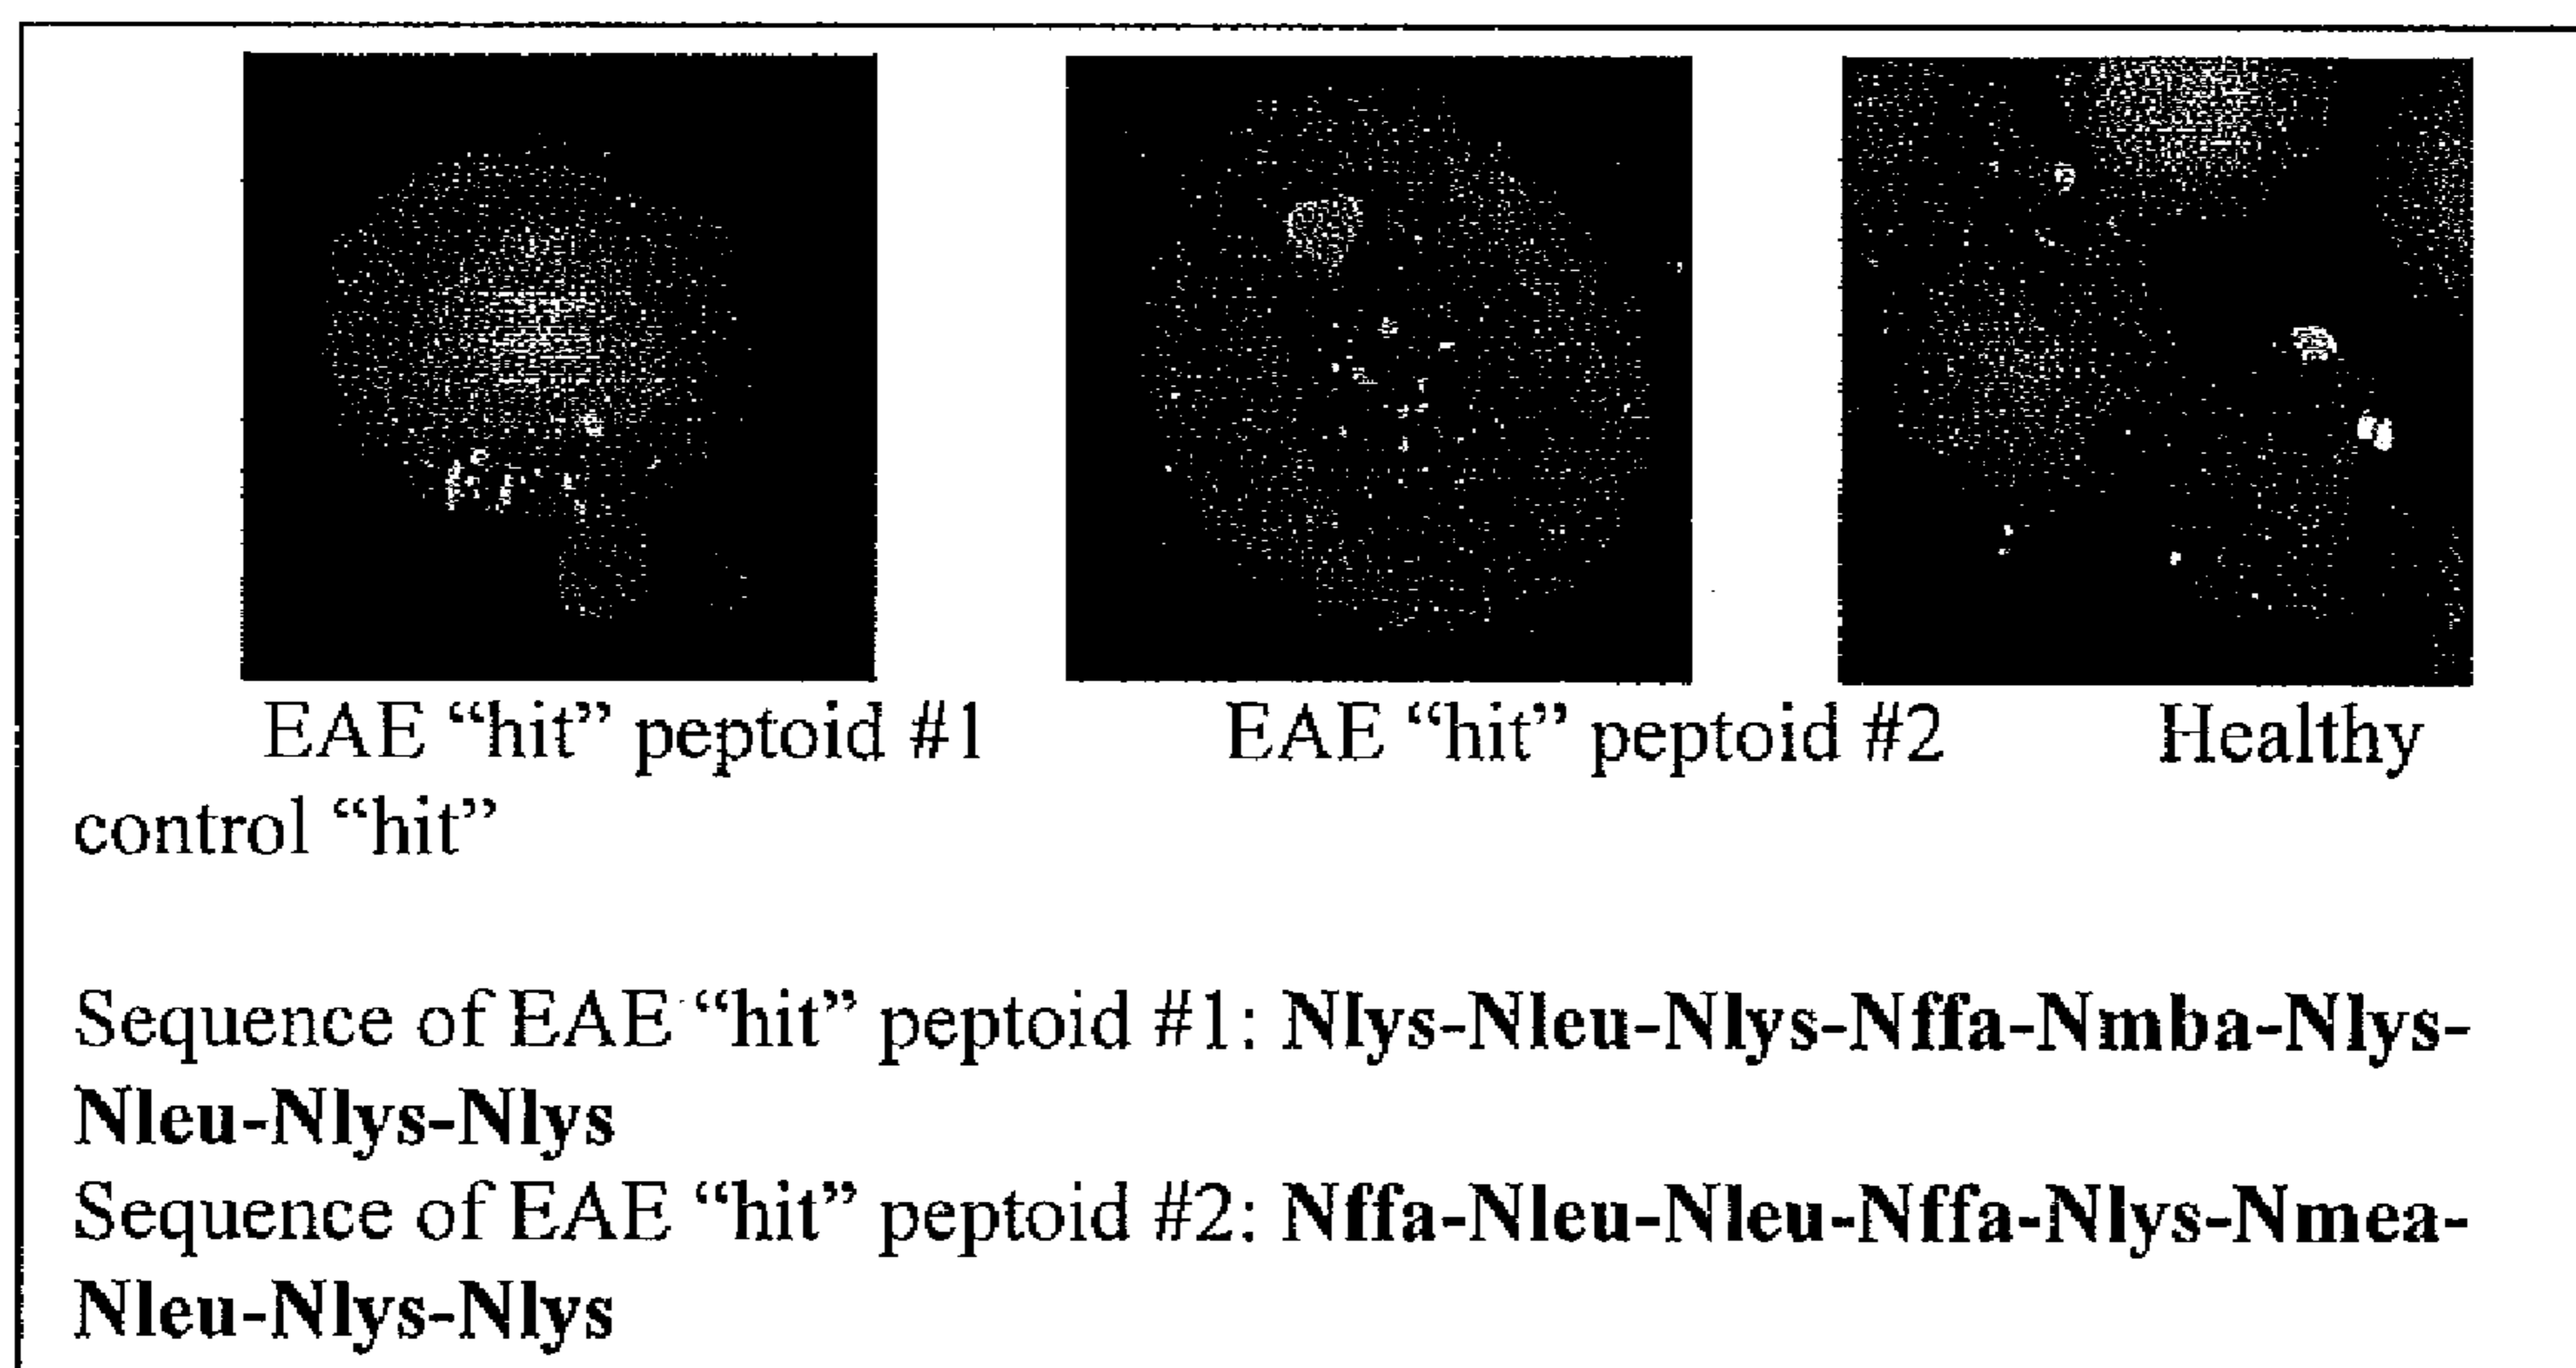 EAE “hit” peptoid #1 EAE “hit” peptoid #2 Healthy
control “hit”
Sequence of EAE “hit” peptoid #1: Nlys-Nleu-Nlys-Nffa-Nmba-Nlys-
Nleu-Nlys-Nlys
Sequence of EAE “hit” peptoid #2: Nffa-Nleu-Nleu-Nffa-Nlys-Nmea-
Nleu-Nlys-Nlys